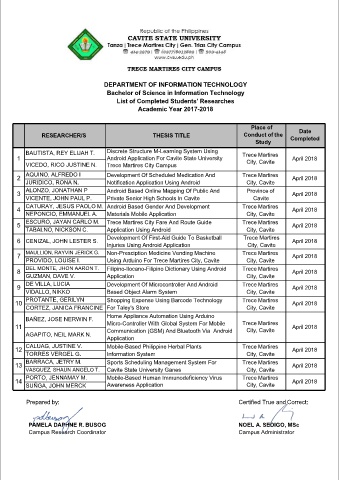 Republic of the Philippines
CAVITE STATE UNIVERSITY
Tanza | Trece Martires City | Gen. Trias City Campus
www.cvsu.edu.ph
TRECE MARTIRES CITY CAMPUS
DEPARTMENT OF INFORMATION TECHNOLOGY
Bachelor of Science in Information Technology
List of Completed Students' Researches
Academic Year 2017-2018
RESEARCHER/S THESIS TITLE Place of Conduct of the Study Date Completed
1 BAUTISTA, REY ELIJAH T. Discrete Structure M-Learning System Using
Android Application For Cavite State University Trece Martires City, Cavite April 2018
VICEDO, RICO JUSTINE N. Trece Martires City Campus
2 AQUINO, ALFREDO I Development Of Scheduled Medication And Trece Martires
JURIDICO, RONA N. Notification Application Using Android City, Cavite April 2018
3 ALONZO, JONATHAN P Android Based Online Mapping Of Public And Province of
VICENTE, JOHN PAUL P. Private Senior High Schools In Cavite Cavite April 2018
4 CATURAY, JESUS PAOLO M. Android Based Gender And Development Trece Martires
NEPONCIO, EMMANUEL A. Materials Mobile Application City, Cavite April 2018
5 ESCURO, JAYAN CARLO M. Trece Martires City Fare And Route Guide Trece Martires
TABALNO, NICKSON C. Application Using Android City, Cavite April 2018
6 CENIZAL, JOHN LESTER S. Development Of First-Aid Guide To Basketball Trece Martires
Injuries Using Android Application City, Cavite April 2018
7 MAULLION, RAYVEN JERICK G. Non-Prescription Medicine Vending Machine Trece Martires
PROVIDO, LOUISE I. Using Arduino For Trece Martires City, Cavite City, Cavite April 2018
8 DEL MONTE, JHON AARON T. Filipino-Ilocano-Filipino Dictionary Using Android Trece Martires
GUZMAN, DAVE V. Application City, Cavite April 2018
9 DE VILLA, LUCIA Development Of Microcontroller And Android Trece Martires
VIDALLO, NIKKO Based Object Alarm System City, Cavite April 2018
10 PROTANTE, GERILYN Shopping Expense Using Barcode Technology Trece Martires
CORTEZ, JANICA FRANCINE For Taley's Store City, Cavite April 2018
11 BAÑEZ, JOSE NERWIN F. Home Appliance Automation Using Arduino
Micro-Controller With Global System For Mobile Trece Martires
AGAPITO, NEIL MARK N. Communication (GSM) And Bluetooth Via Android City, Cavite April 2018
Application
12 CALUAG, JUSTINE V. Mobile-Based Philippine Herbal Plants Trece Martires
TORRES VERGEL G. Information System City, Cavite April 2018
13 BARRACA, JETRY M. Sports Scheduling Management System For Trece Martires
VASQUEZ, SHAUN ANGELO T. Cavite State University Games City, Cavite April 2018
14 PORTO, JENNAMAY M. Mobile-Based Human Immunodeficiency Virus Trece Martires
SUÑGA, JOHN MERCK Awareness Application City, Cavite April 2018
Prepared by: Certified True and Correct:
PAMELA DAPHNE R. BUSOG NOEL A. SEDIGO, MSc
Campus Research Coordinator Campus Administrator